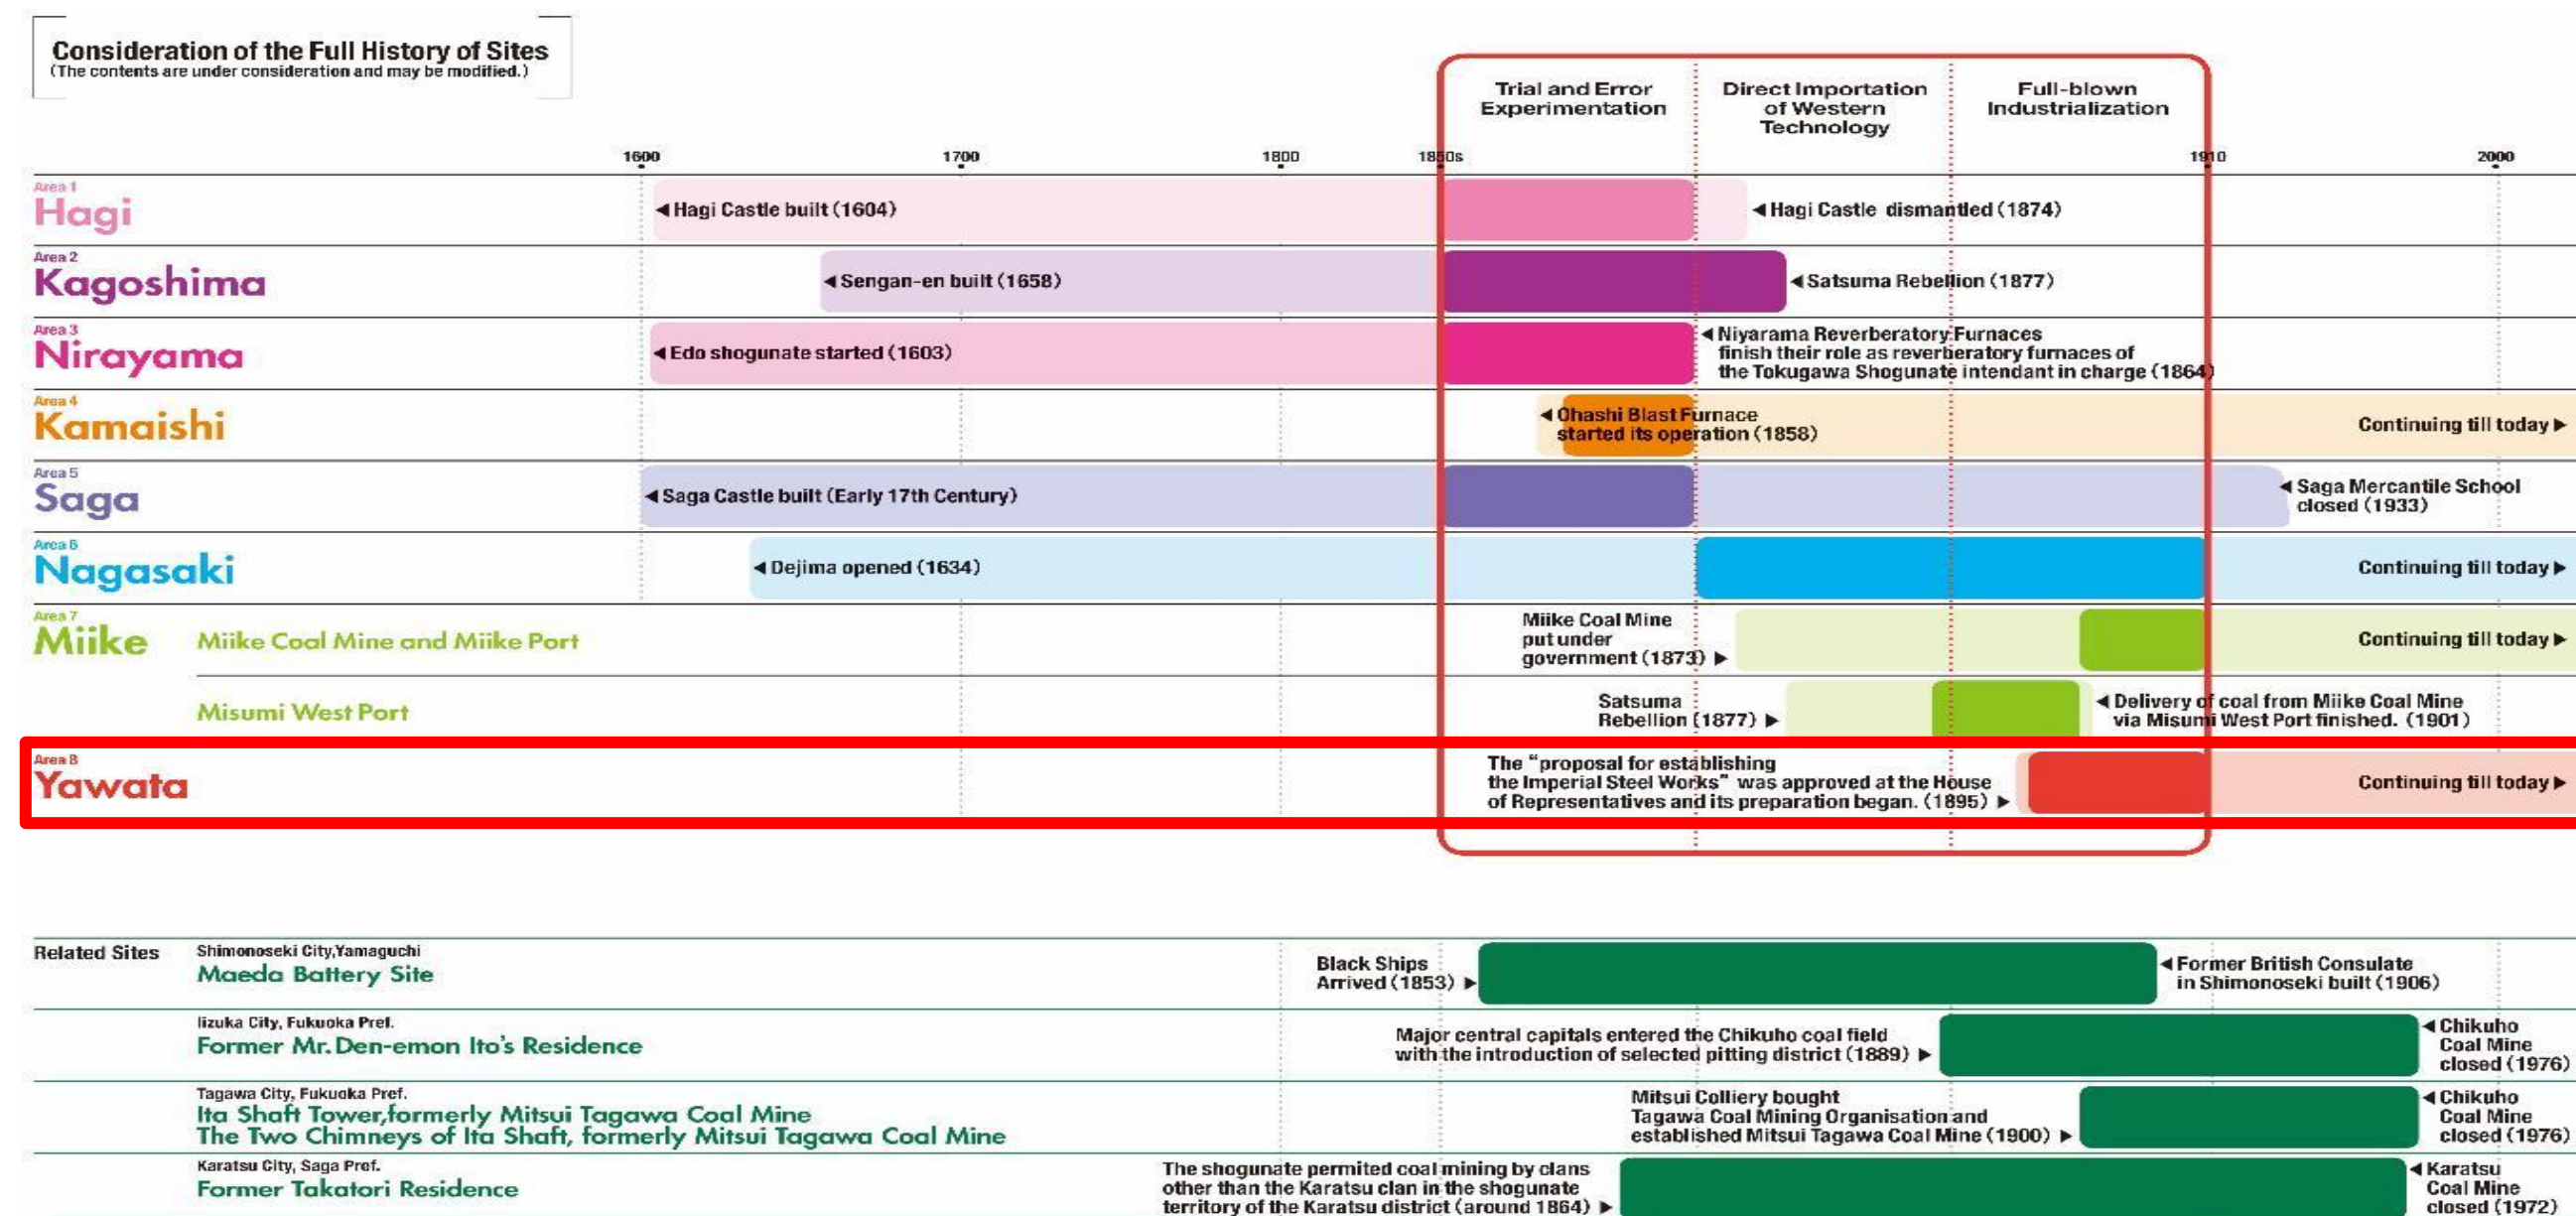 Consideration of the Full History of Sites
(The contents are under consideration and may be modified.)
Trial and Error
Experimentation
Direct Importation
of Western
Technology
Full-blown
Industrialization
1600
1700
1800
1850s
1910
2000
Area 1
Hagi
◀Hagi Castle built (1604)
◀Hagi Castle dismantled (1874)
Area 2
Kagoshima
◀Sengan-en built (1658)
◀Satsuma Rebellion (1877)
Area 3
Nirayama
◀Edo shogunate started (1603)
◀Niyarama Reverberatory Furnaces
finish their role as reverberatory furnaces of
the Tokugawa Shogunate intendant in charge (1864)
Area 4
Kamaishi
◀Ohashi Blast Furnace
started its operation (1858)
Continuing till today▶
Area 5
Saga
◀Saga Castle built (Early 17th Century)
◀Saga Mercantile School
closed (1933)
Area 6
Nagasaki
◀Dejima opened (1634)
Continuing till today▶
Area 7
Miike
Miike Coal Mine and Miike Port
Miike Coal Mine
put under
government (1873) ▶
Continuing till today▶
Misumi West Port
Satsuma
Rebellion (1877) ▶
◀Delivery of coal from Miike Coal Mine
via Misumi West Port finished. (1901)
Area 8
Yawata
The “proposal for establishing
the Imperial Steel Works” was approved at the House
of Representatives and its preparation began. (1895) ▶
Continuing till today▶
Related Sites
Shimonoseki City,Yamaguchi
Maeda Battery Site
Black Ships
Arrived (1853) ▶
◀Former British Consulate
in Shimonoseki built (1906)
Iizuka City, Fukuoka Pref.
Former Mr.Den-emon Ito's Residence
Major central capitals entered the Chikuho coal field
with the introduction of selected pitting district (1889) ▶
◀Chikuho
Coal Mine
closed (1976)
Tagawa City, Fukuoka Pref.
Ita Shaft Tower,formerly Mitsui Tagawa Coal Mine
The Two Chimneys of Ita Shaft, formerly Mitsui Tagawa Coal Mine
Mitsui Colliery bought
Tagawa Coal Mining Organisation and
established Mitsui Tagawa Coal Mine (1900) ▶
◀Chikuho
Coal Mine
closed (1976)
Karatsu City, Saga Pref.
Former Takatori Residence
The shogunate permited coal mining by clans
other than the Karatsu clan in the shogunate
territory of the Karatsu district (around 1864) ▶
◀Karatsu
Coal Mine
closed (1972)